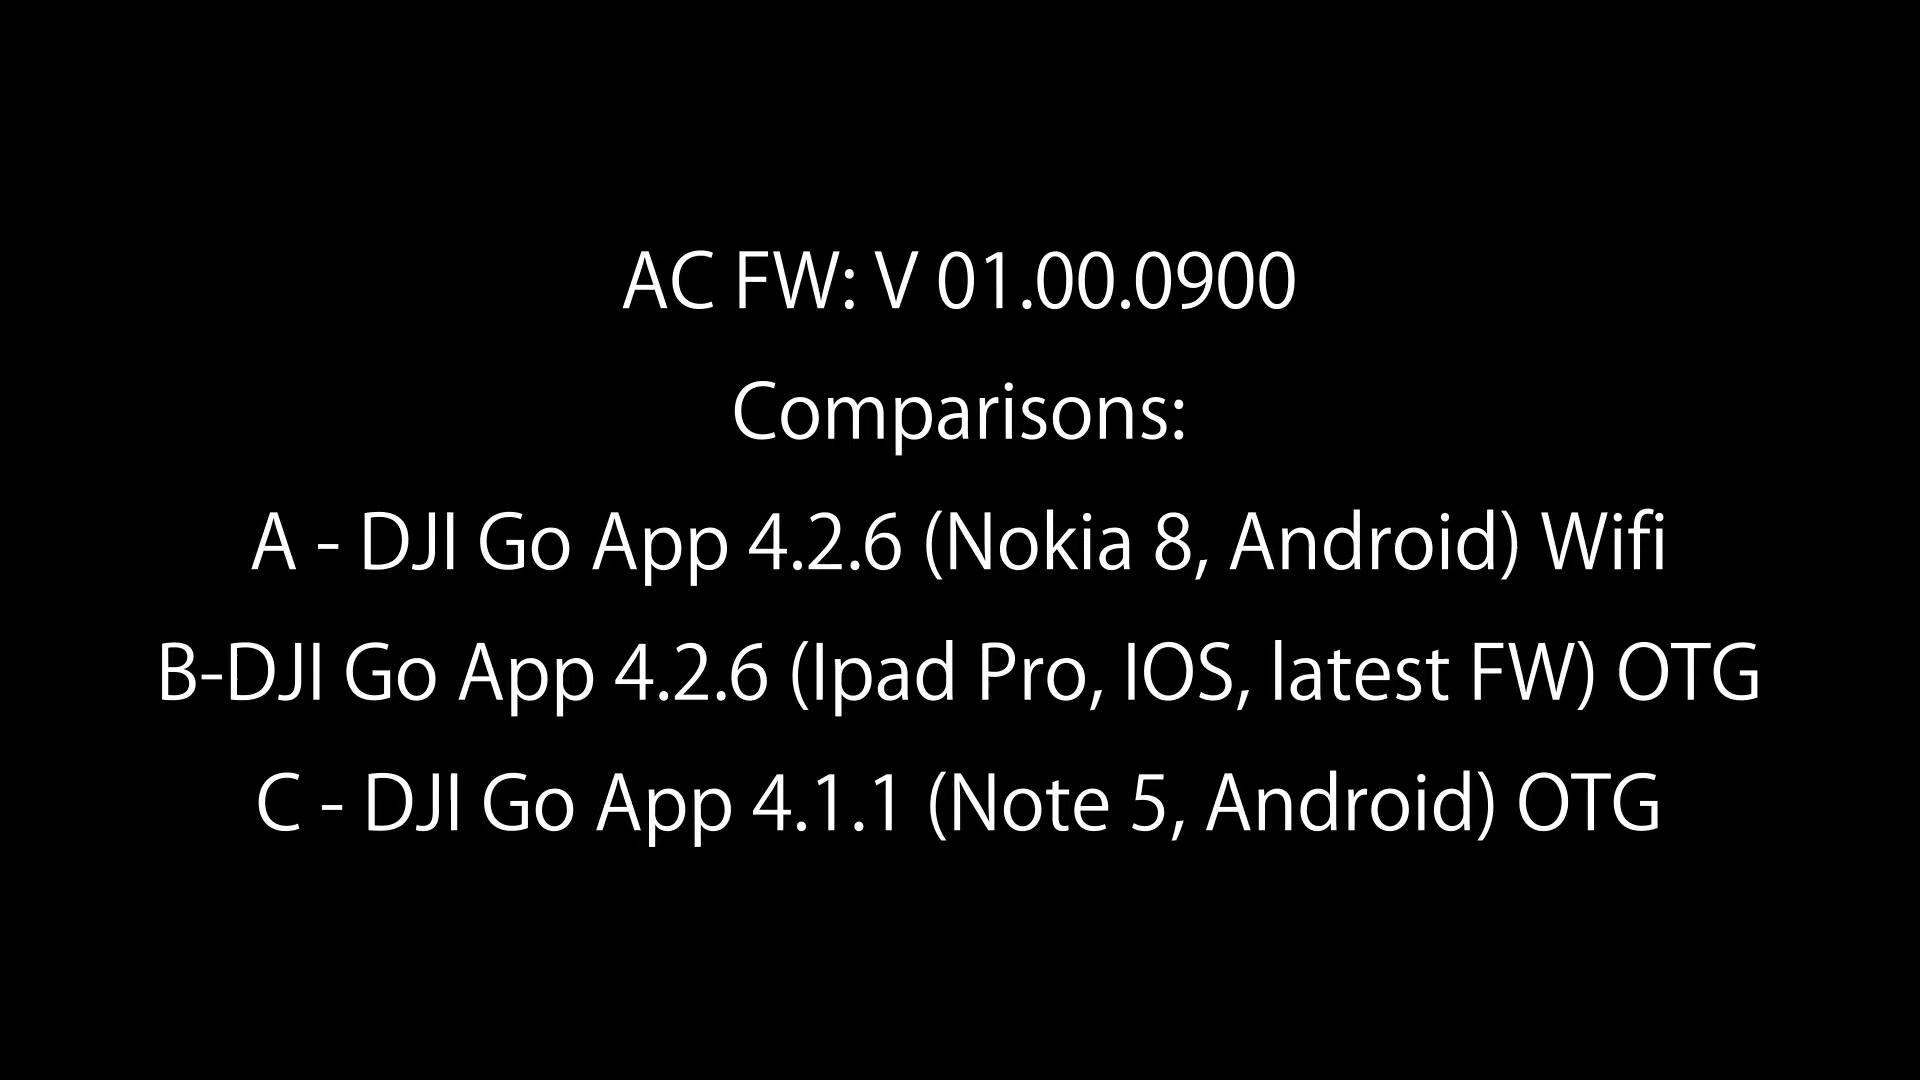 AC FW: V 01.00.0900
Comparisons:
A - DJI Go App 4.2.6 (Nokia 8, Android) Wifi
B-DJI Go App 4.2.6 (Ipad Pro, IOS, latest FW) OTG
C - DJI Go App 4.1.1 (Note 5, Android) OTG